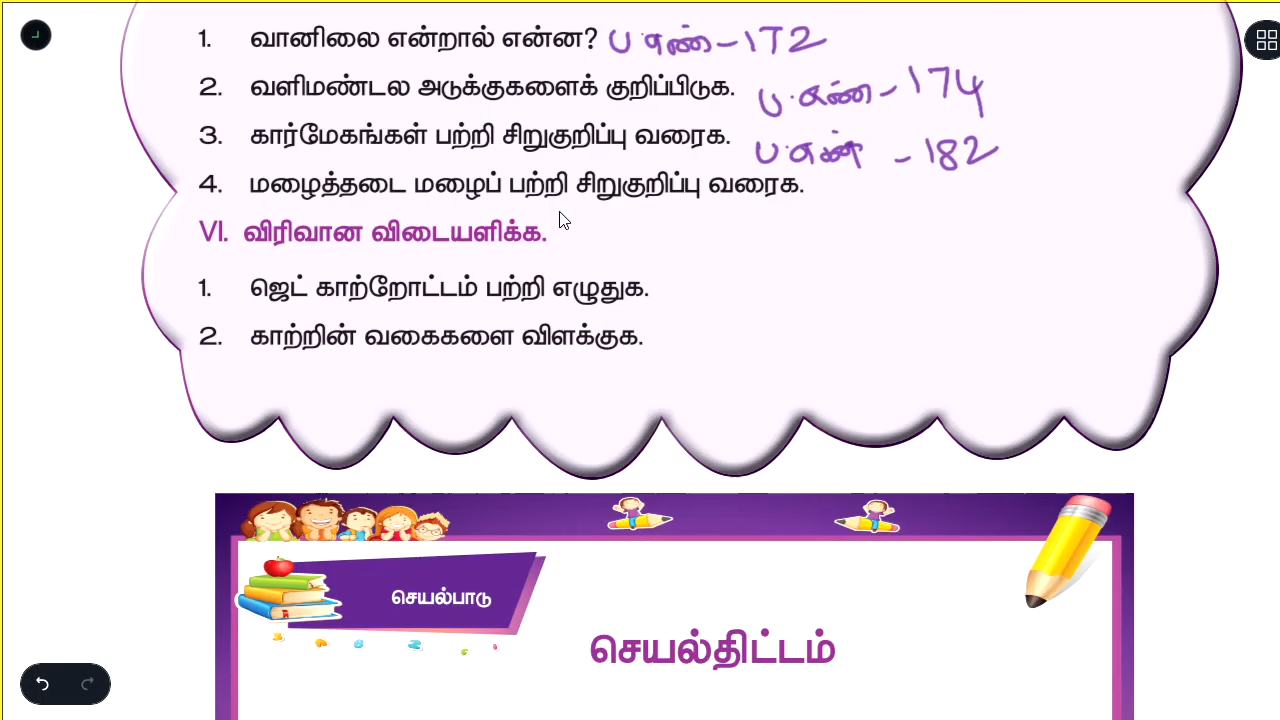 1. வானிலை என்றால் என்ன? ப எண் - 172
2. வளிமண்டல அடுக்குகளைக் குறிப்பிடுக. ப.எண் - 174
3. கார்மேகங்கள் பற்றி சிறுகுறிப்பு வரைக. ப.எண் - 182
4. மழைத்தடை மழைப் பற்றி சிறுகுறிப்பு வரைக.
VI. விரிவான விடையளிக்க.
1. ஜெட் காற்றோட்டம் பற்றி எழுதுக.
2. காற்றின் வகைகளை விளக்குக.
செயல்பாடு
செயல்திட்டம்